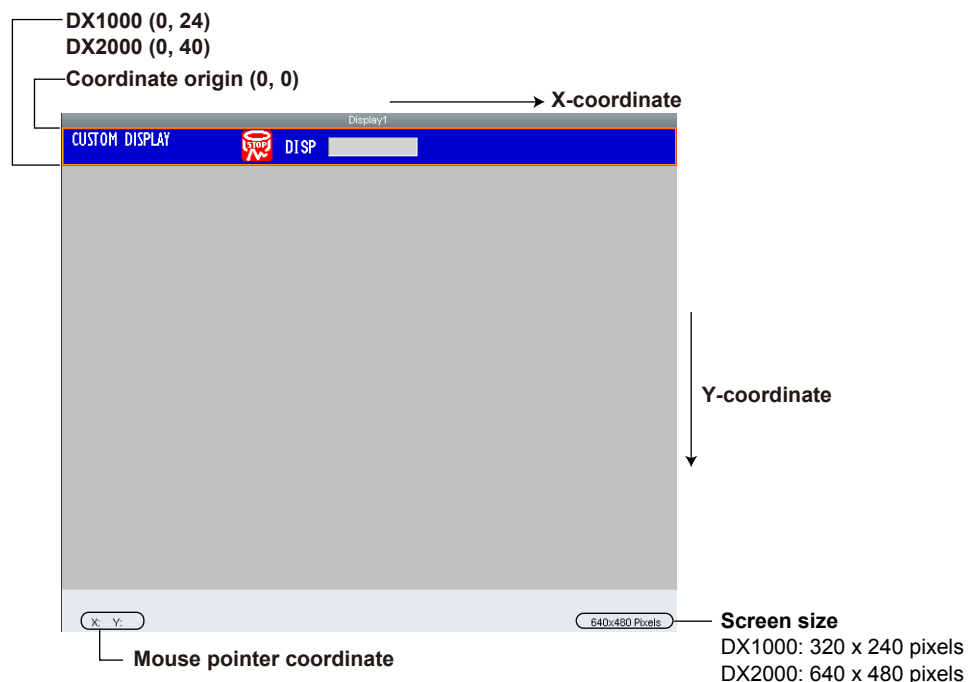 DX1000 (0, 24)
DX2000 (0, 40)
Coordinate origin (0, 0)
X-coordinate
Display1
CUSTOM DISPLAY
STOP
DISP
Y-coordinate
X: Y:
640x480 Pixels
Screen size
DX1000: 320 x 240 pixels
DX2000: 640 x 480 pixels
Mouse pointer coordinate